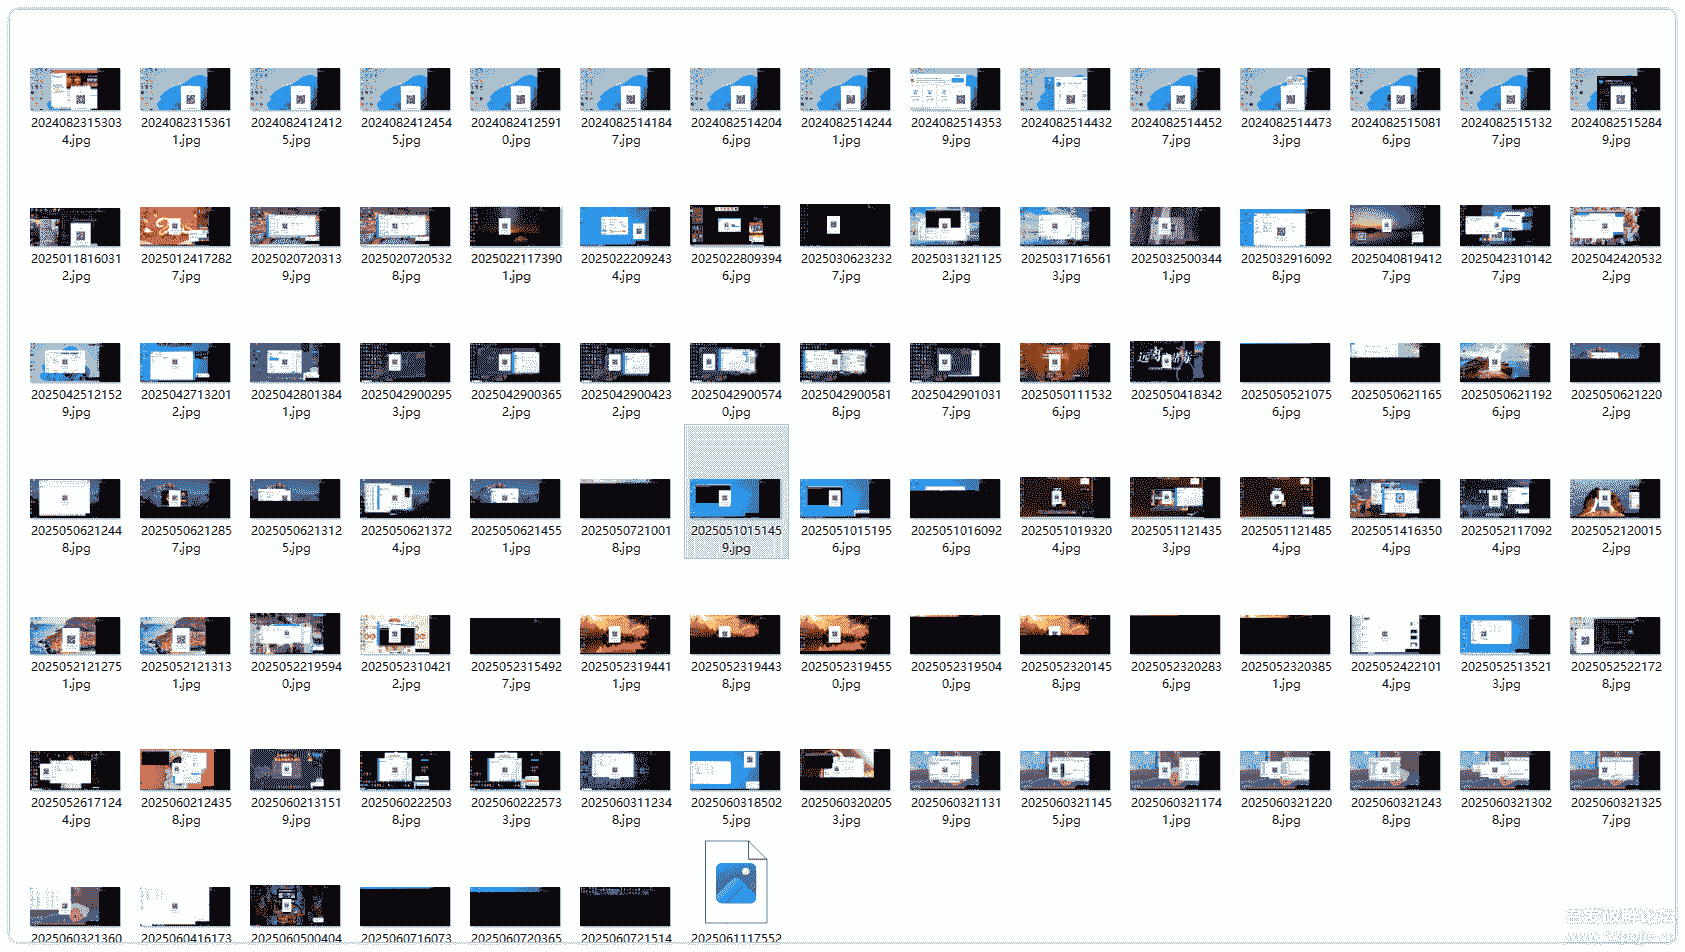 2024082315303 2024082315361 2024082412412 2024082412454 2024082412591 2024082514184 2024082514204 2024082514244 2024082514353 2024082514432 2024082514452 2024082514473 2024082515081 2024082515132 2024082515284
4.jpg 1.jpg 5.jpg 5.jpg 0.jpg 7.jpg 6.jpg 1.jpg 9.jpg 4.jpg 7.jpg 3.jpg 6.jpg 7.jpg 9.jpg
2025011816031 2025012417282 2025020720313 2025020720532 2025022117390 2025022209243 2025022809394 2025030623232 2025031321125 2025031716561 2025032500344 2025032916092 2025040819412 2025042310142 2025042420532
2.jpg 7.jpg 9.jpg 8.jpg 1.jpg 4.jpg 6.jpg 7.jpg 2.jpg 3.jpg 1.jpg 8.jpg 7.jpg 7.jpg 2.jpg
2025042512152 2025042713201 2025042801384 2025042900295 2025042900365 2025042900423 2025042900574 2025042900581 2025042901031 2025050111532 2025050418342 2025050521075 2025050621165 2025050621192 2025050621220
9.jpg 2.jpg 1.jpg 3.jpg 2.jpg 2.jpg 0.jpg 8.jpg 7.jpg 6.jpg 5.jpg 6.jpg 5.jpg 6.jpg 2.jpg
2025050621244 2025050621285 2025050621312 2025050621372 2025050621455 2025050721001 2025051015145 2025051015195 2025051016092 2025051019320 2025051121435 2025051121485 2025051416350 2025052117092 2025052120015
8.jpg 7.jpg 5.jpg 4.jpg 1.jpg 8.jpg 9.jpg 6.jpg 6.jpg 4.jpg 3.jpg 4.jpg 4.jpg 4.jpg 2.jpg
2025052121275 2025052121313 2025052219594 2025052310421 2025052315492 2025052319441 2025052319443 2025052319455 2025052319504 2025052320145 2025052320283 2025052320385 2025052422101 2025052513521 2025052522172
1.jpg 1.jpg 0.jpg 2.jpg 7.jpg 1.jpg 8.jpg 0.jpg 0.jpg 8.jpg 6.jpg 1.jpg 4.jpg 3.jpg 8.jpg
2025052617124 2025060212435 2025060213151 2025060222503 2025060222573 2025060311234 2025060318502 2025060320205 2025060321131 2025060321145 2025060321174 2025060321220 2025060321243 2025060321302 2025060321325
4.jpg 8.jpg 9.jpg 8.jpg 3.jpg 8.jpg 5.jpg 3.jpg 9.jpg 5.jpg 1.jpg 8.jpg 8.jpg 8.jpg 7.jpg
2025060321360 2025060416173 2025060500404 2025060716073 2025060720365 2025060721514 2025061117552